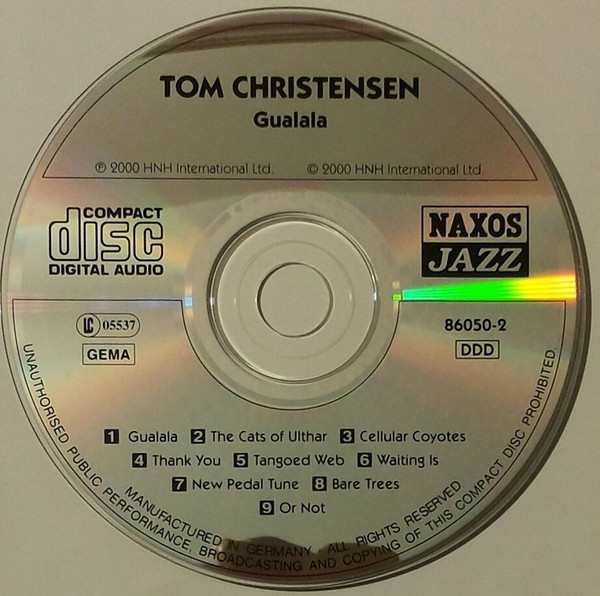 TOM CHRISTENSEN
Gualala
℗ 2000 HNH International Ltd. © 2000 HNH International Ltd.
COMPACT
disc
DIGITAL AUDIO
NAXOS
JAZZ
LC 05537
GEMA
86050-2
DDD
1 Gualala 2 The Cats of Ulthar 3 Cellular Coyotes
4 Thank You 5 Tangoed Web 6 Waiting Is
7 New Pedal Tune 8 Bare Trees
9 Or Not
MANUFACTURED IN GERMANY · ALL RIGHTS RESERVED
UNAUTHORISED PUBLIC PERFORMANCE, BROADCASTING AND COPYING OF THIS COMPACT DISC PROHIBITED.